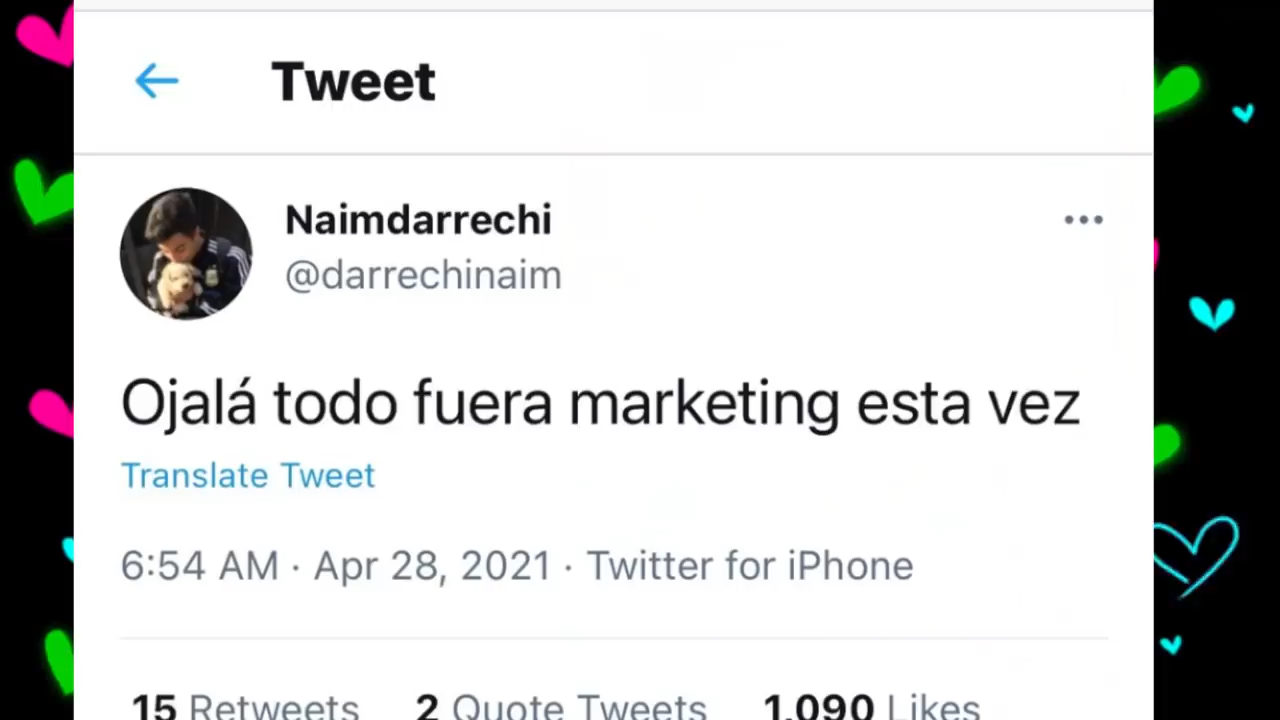 Tweet
Naimdarrechi
@darrechinaim
Ojalá todo fuera marketing esta vez
Translate Tweet
6:54 AM · Apr 28, 2021 · Twitter for iPhone
15 Retweets 2 Quote Tweets 1,090 Likes